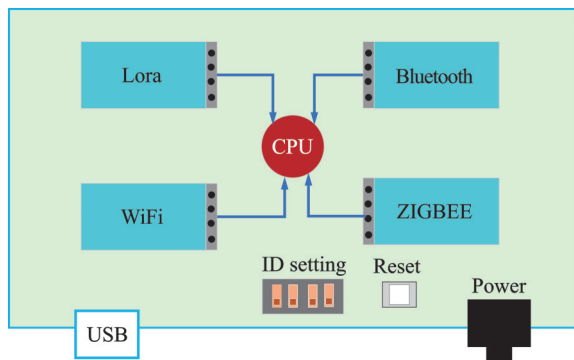 Lora
Bluetooth
CPU
WiFi
ZIGBEE
ID setting
Reset
Power
USB